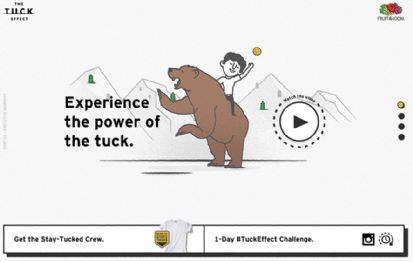 THE
TUCK
EFFECT
FRUIT OF THE LOOM.
Watch the video
Experience
the power of
the tuck.
Get the Stay-Tucked Crew.
1-Day #TuckEffect Challenge.